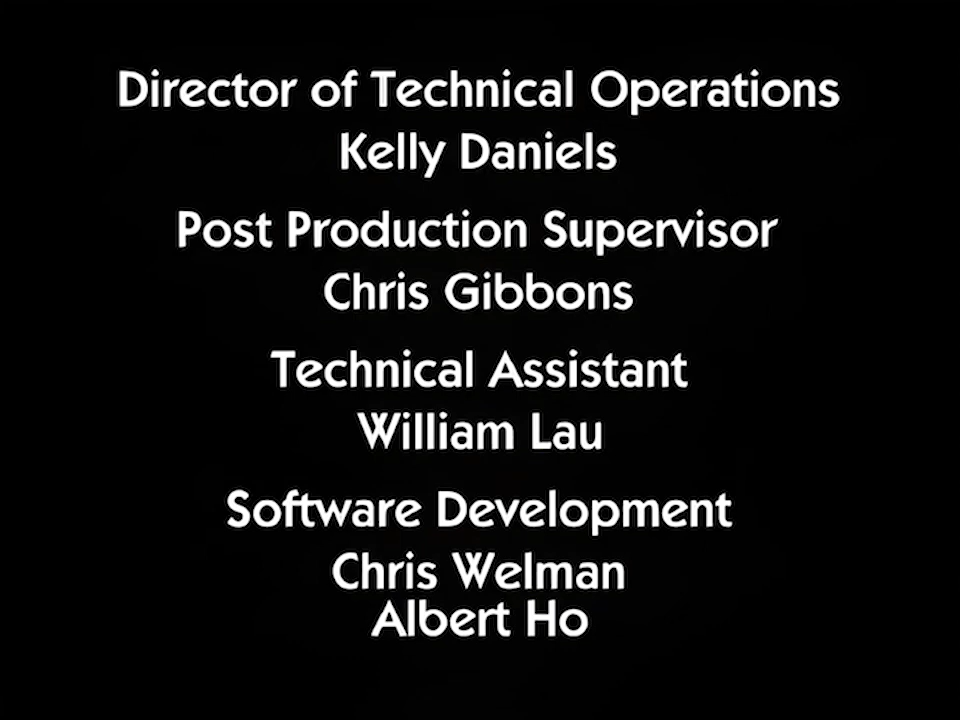 Director of Technical Operations
Kelly Daniels
Post Production Supervisor
Chris Gibbons
Technical Assistant
William Lau
Software Development
Chris Welman
Albert Ho